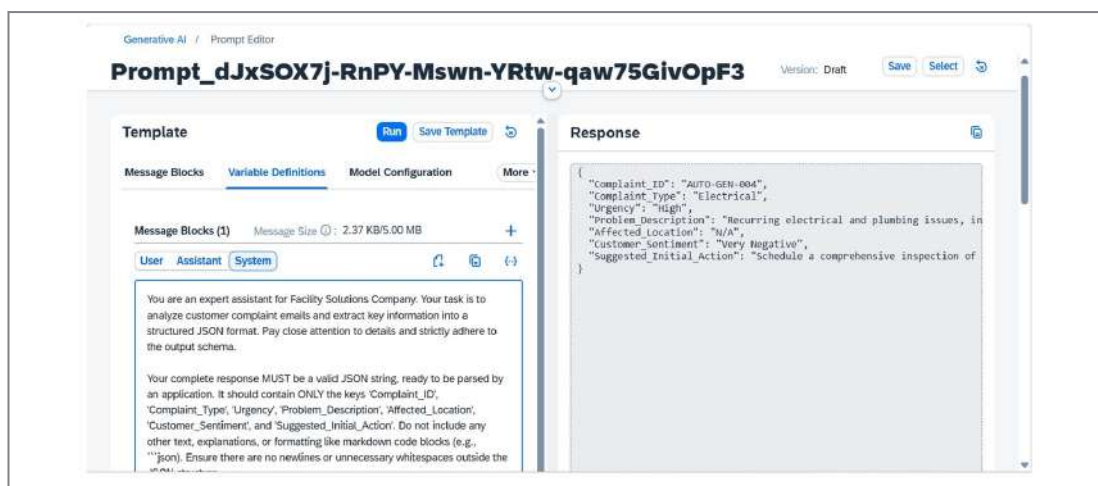 Generative AI / Prompt Editor
Prompt_dJxSOX7j-RnPY-Mswn-YRtw-qaw75GivOpF3
Version: Draft
Save Select
Template
Run Save Template
Message Blocks Variable Definitions Model Configuration More
Message Blocks (1) Message Size : 2.37 KB/5.00 MB
User Assistant System
You are an expert assistant for Facility Solutions Company. Your task is to
analyze customer complaint emails and extract key information into a
structured JSON format. Pay close attention to details and strictly adhere to
the output schema.
Your complete response MUST be a valid JSON string, ready to be parsed by
an application. It should contain ONLY the keys 'Complaint_ID',
'Complaint_Type', 'Urgency', 'Problem_Description', 'Affected_Location',
'Customer_Sentiment', and 'Suggested_Initial_Action'. Do not include any
other text, explanations, or formatting like markdown code blocks (e.g.,
```json). Ensure there are no newlines or unnecessary whitespaces outside the
Response
{
"Complaint_ID": "AUTO-GEN-004",
"Complaint_Type": "Electrical",
"Urgency": "High",
"Problem_Description": "Recurring electrical and plumbing issues, in
"Affected_Location": "N/A",
"Customer_Sentiment": "Very Negative",
"Suggested_Initial_Action": "Schedule a comprehensive inspection of
}